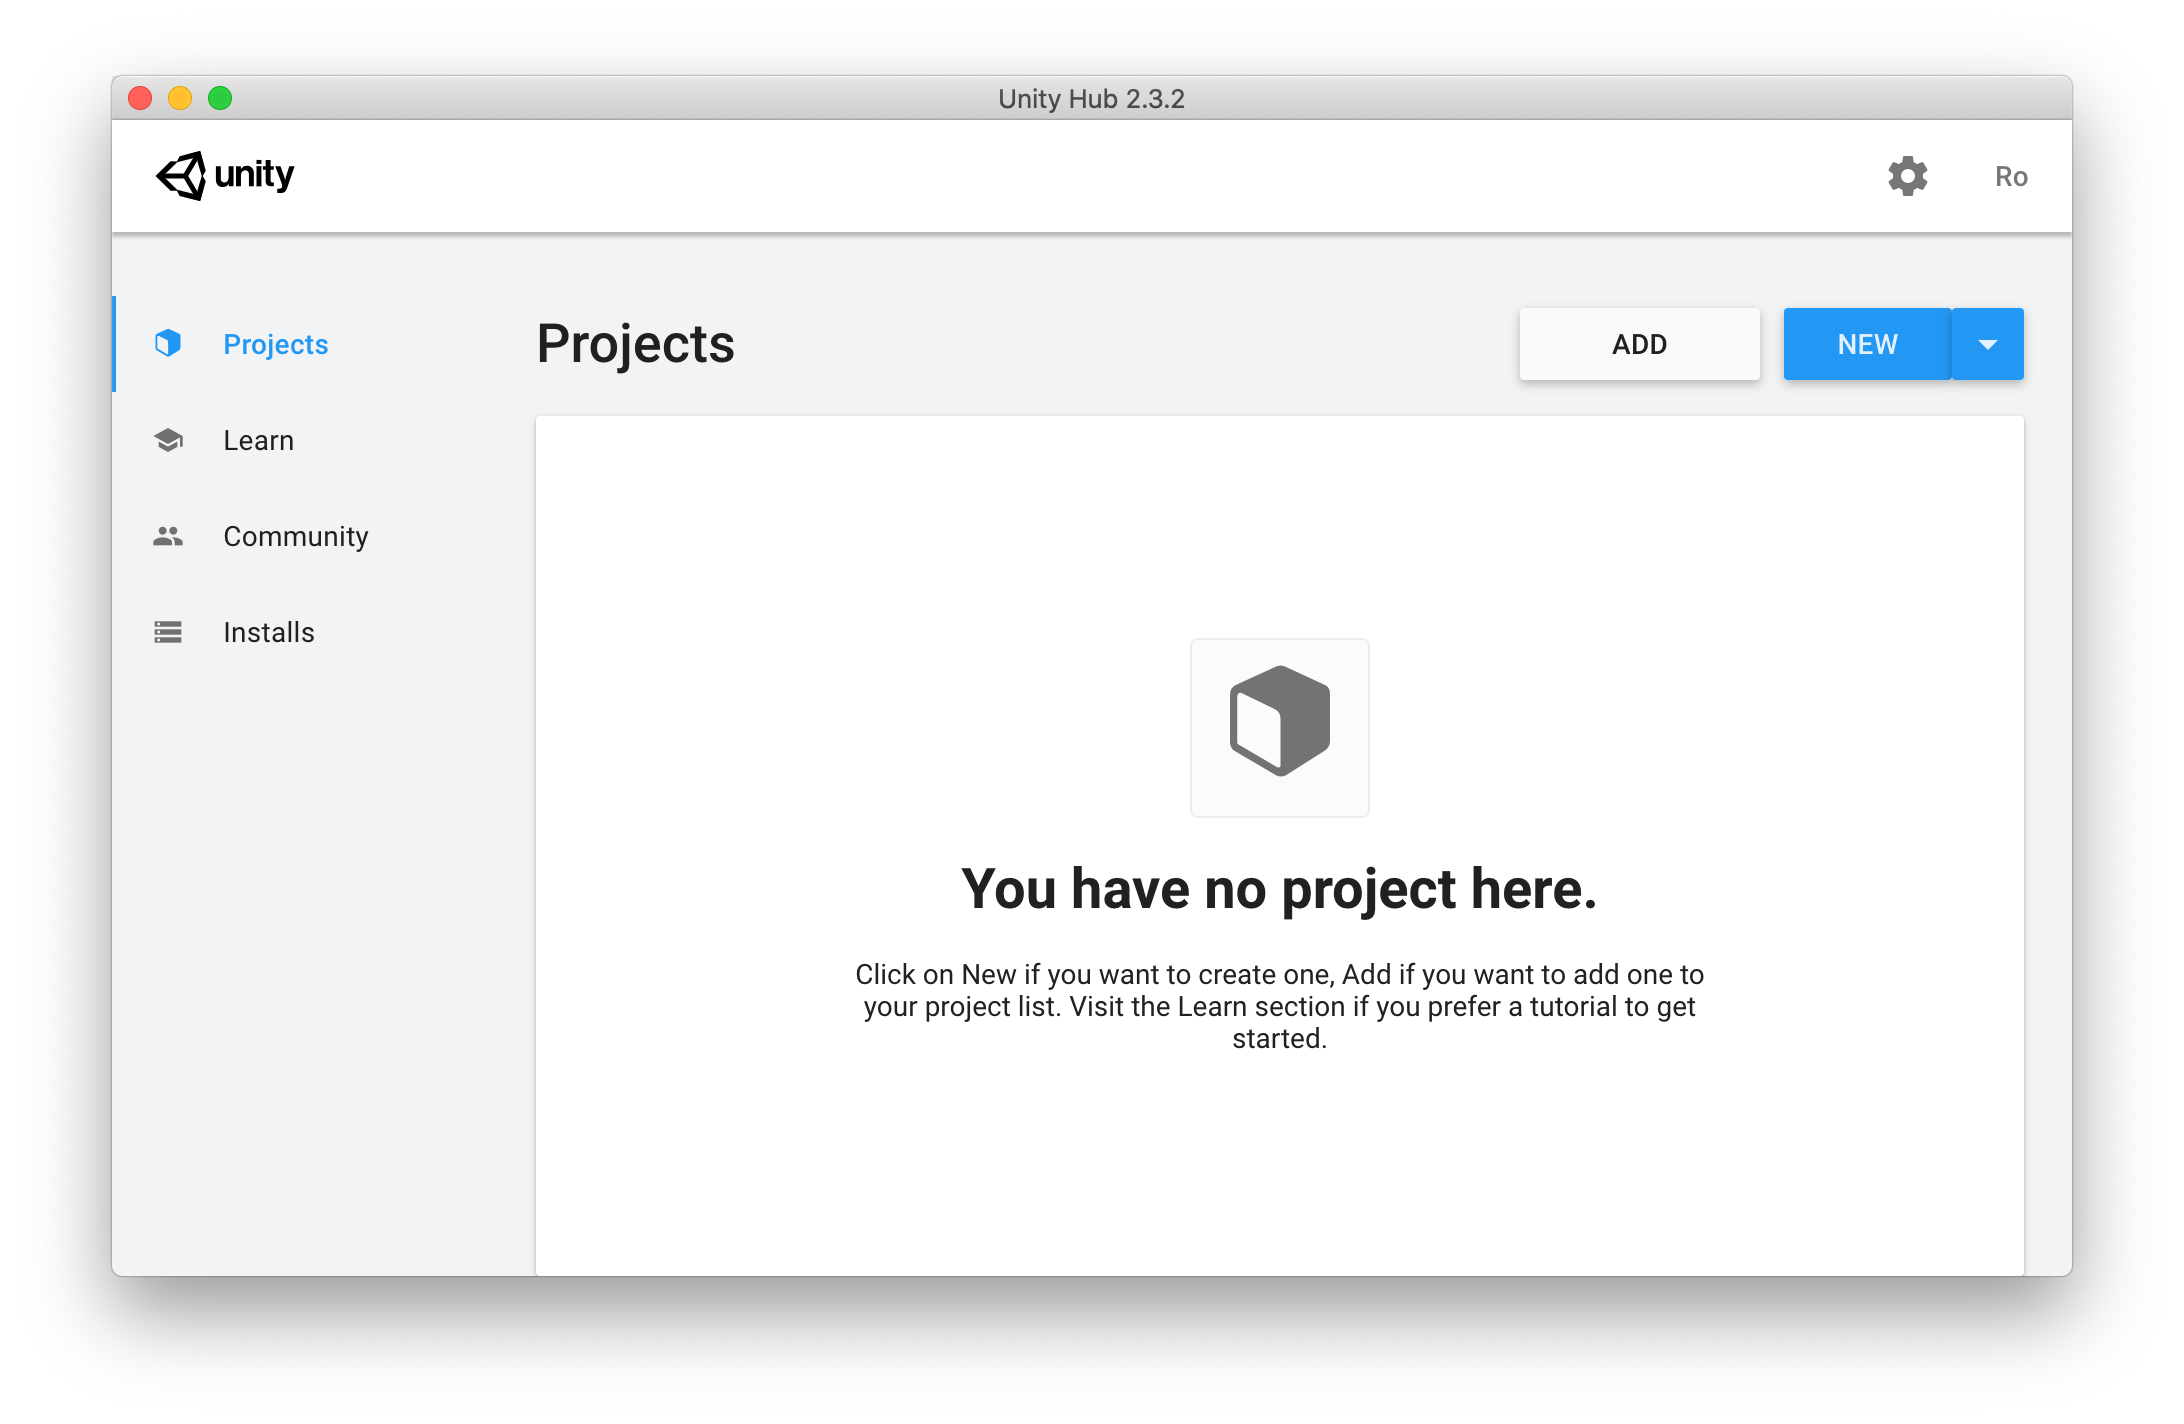 Unity Hub 2.3.2
unity
Ro
Projects
Learn
Community
Installs
Projects
ADD
NEW
You have no project here.
Click on New if you want to create one, Add if you want to add one to
your project list. Visit the Learn section if you prefer a tutorial to get
started.